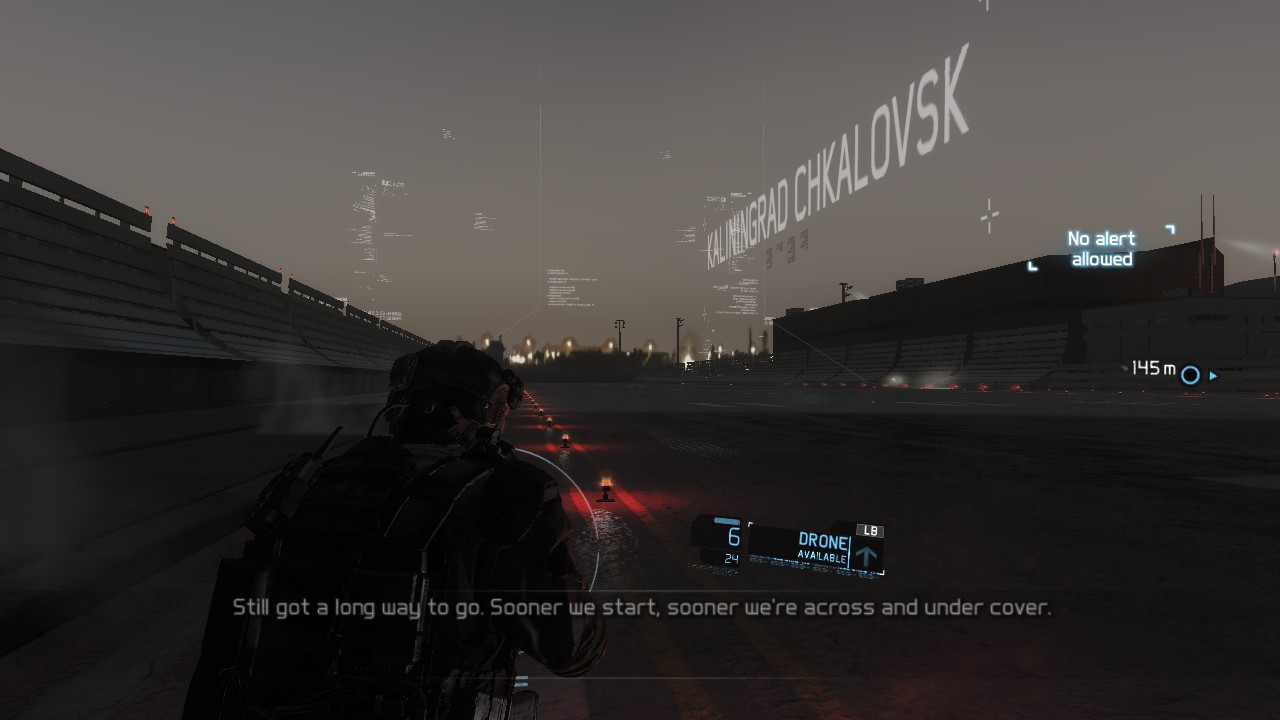 KALININGRAD CHKALOVSK
No alert
allowed
145 m
6
24
DRONE
AVAILABLE
LB
Still got a long way to go. Sooner we start, sooner we're across and under cover.